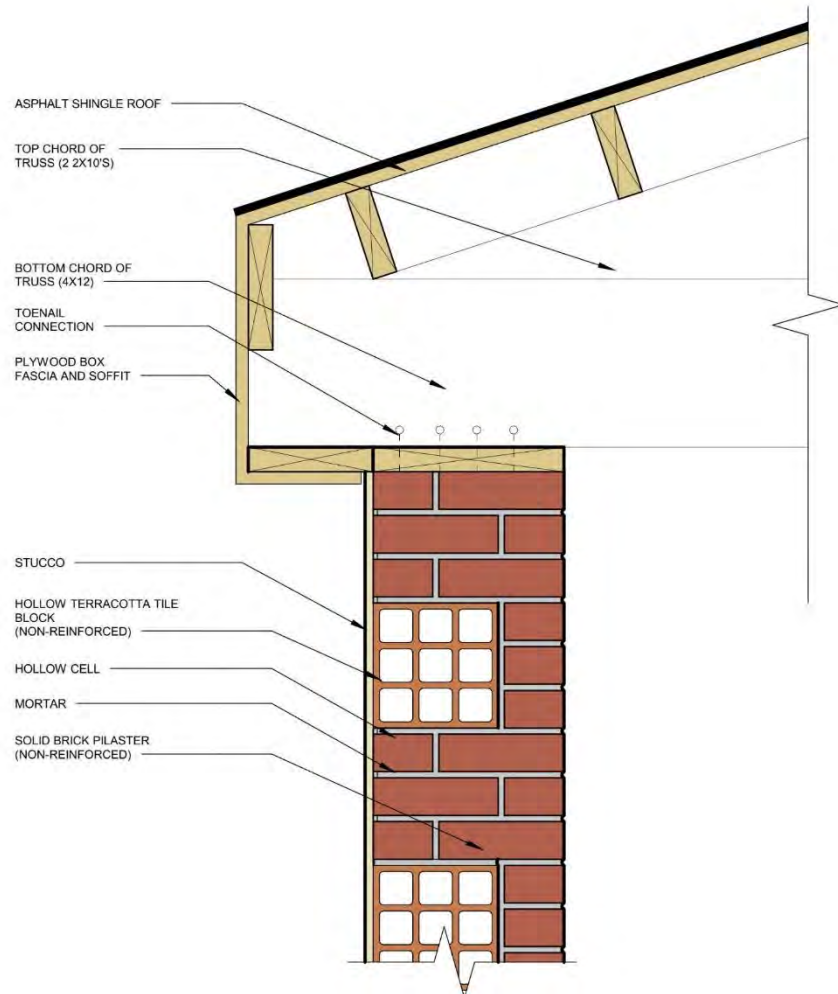 ASPHALT SHINGLE ROOF
TOP CHORD OF
TRUSS (2 2X10'S)
BOTTOM CHORD OF
TRUSS (4X12)
TOENAIL
CONNECTION
PLYWOOD BOX
FASCIA AND SOFFIT
STUCCO
HOLLOW TERRACOTTA TILE
BLOCK
(NON-REINFORCED)
HOLLOW CELL
MORTAR
SOLID BRICK PILASTER
(NON-REINFORCED)